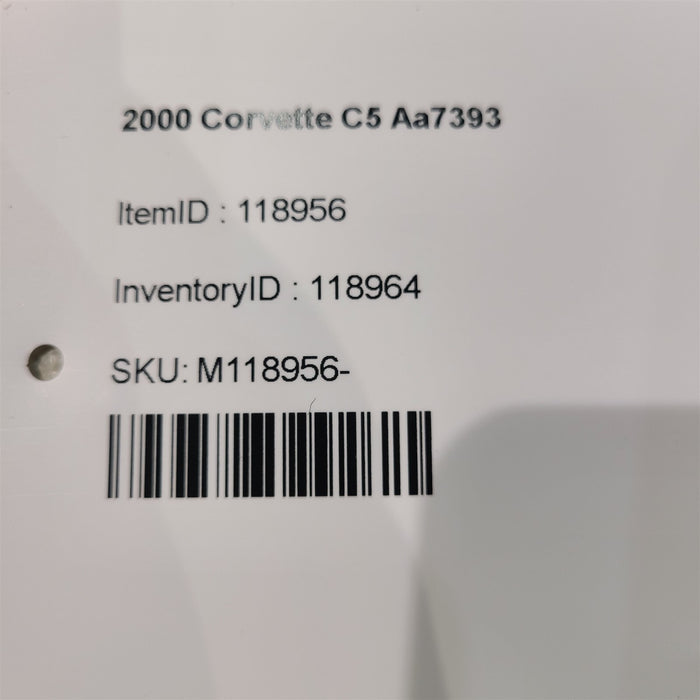 2000 Corvette C5 Aa7393
ItemID : 118956
InventoryID : 118964
SKU: M118956-